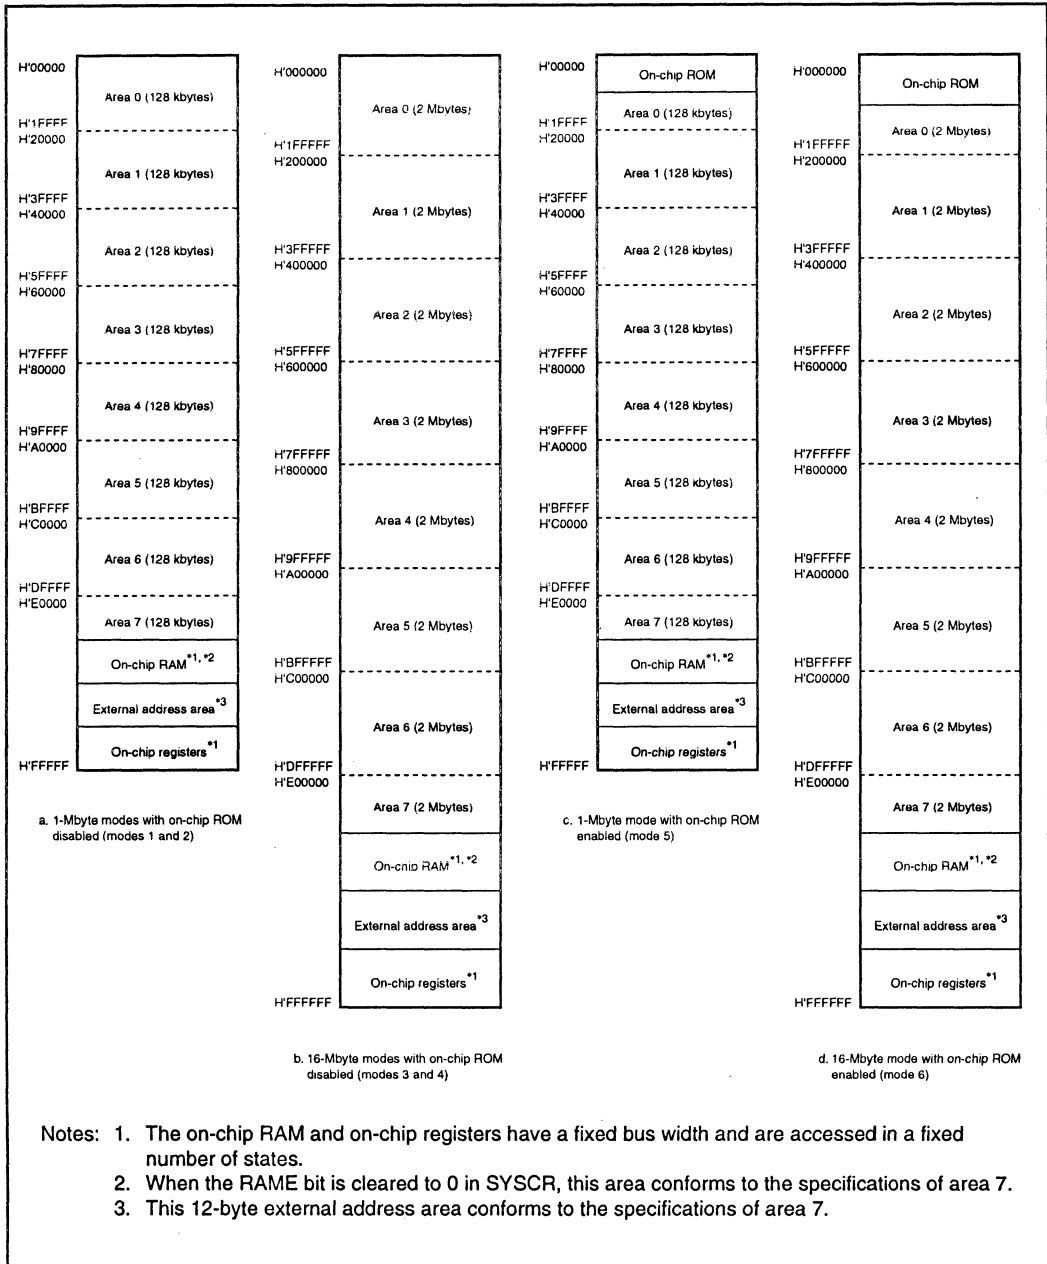 H'00000
Area 0 (128 kbytes)
H'1FFFF
H'20000
Area 1 (128 kbytes)
H'3FFFF
H'40000
Area 2 (128 kbytes)
H'5FFFF
H'60000
Area 3 (128 kbytes)
H'7FFFF
H'80000
Area 4 (128 kbytes)
H'9FFFF
H'A0000
Area 5 (128 kbytes)
H'BFFFF
H'C0000
Area 6 (128 kbytes)
H'DFFFF
H'E0000
Area 7 (128 kbytes)
On-chip RAM*1, *2
External address area*3
On-chip registers*1
H'FFFFF
a. 1-Mbyte modes with on-chip ROM
disabled (modes 1 and 2)
H'000000
Area 0 (2 Mbytes)
H'1FFFFF
H'200000
Area 1 (2 Mbytes)
H'3FFFFF
H'400000
Area 2 (2 Mbytes)
H'5FFFFF
H'600000
Area 3 (2 Mbytes)
H'7FFFFF
H'800000
Area 4 (2 Mbytes)
H'9FFFFF
H'A00000
Area 5 (2 Mbytes)
H'BFFFFF
H'C00000
Area 6 (2 Mbytes)
H'DFFFFF
H'E00000
Area 7 (2 Mbytes)
On-chip RAM*1, *2
External address area*3
On-chip registers*1
H'FFFFFF
b. 16-Mbyte modes with on-chip ROM
disabled (modes 3 and 4)
H'00000
On-chip ROM
Area 0 (128 kbytes)
H'1FFFF
H'20000
Area 1 (128 kbytes)
H'3FFFF
H'40000
Area 2 (128 kbytes)
H'5FFFF
H'60000
Area 3 (128 kbytes)
H'7FFFF
H'80000
Area 4 (128 kbytes)
H'9FFFF
H'A0000
Area 5 (128 kbytes)
H'BFFFF
H'C0000
Area 6 (128 kbytes)
H'DFFFF
H'E0000
Area 7 (128 kbytes)
On-chip RAM*1, *2
External address area*3
On-chip registers*1
H'FFFFF
c. 1-Mbyte mode with on-chip ROM
enabled (mode 5)
H'000000
On-chip ROM
Area 0 (2 Mbytes)
H'1FFFFF
H'200000
Area 1 (2 Mbytes)
H'3FFFFF
H'400000
Area 2 (2 Mbytes)
H'5FFFFF
H'600000
Area 3 (2 Mbytes)
H'7FFFFF
H'800000
Area 4 (2 Mbytes)
H'9FFFFF
H'A00000
Area 5 (2 Mbytes)
H'BFFFFF
H'C00000
Area 6 (2 Mbytes)
H'DFFFFF
H'E00000
Area 7 (2 Mbytes)
On-chip RAM*1, *2
External address area*3
On-chip registers*1
H'FFFFFF
d. 16-Mbyte mode with on-chip ROM
enabled (mode 6)
Notes: 1. The on-chip RAM and on-chip registers have a fixed bus width and are accessed in a fixed
number of states.
2. When the RAME bit is cleared to 0 in SYSCR, this area conforms to the specifications of area 7.
3. This 12-byte external address area conforms to the specifications of area 7.